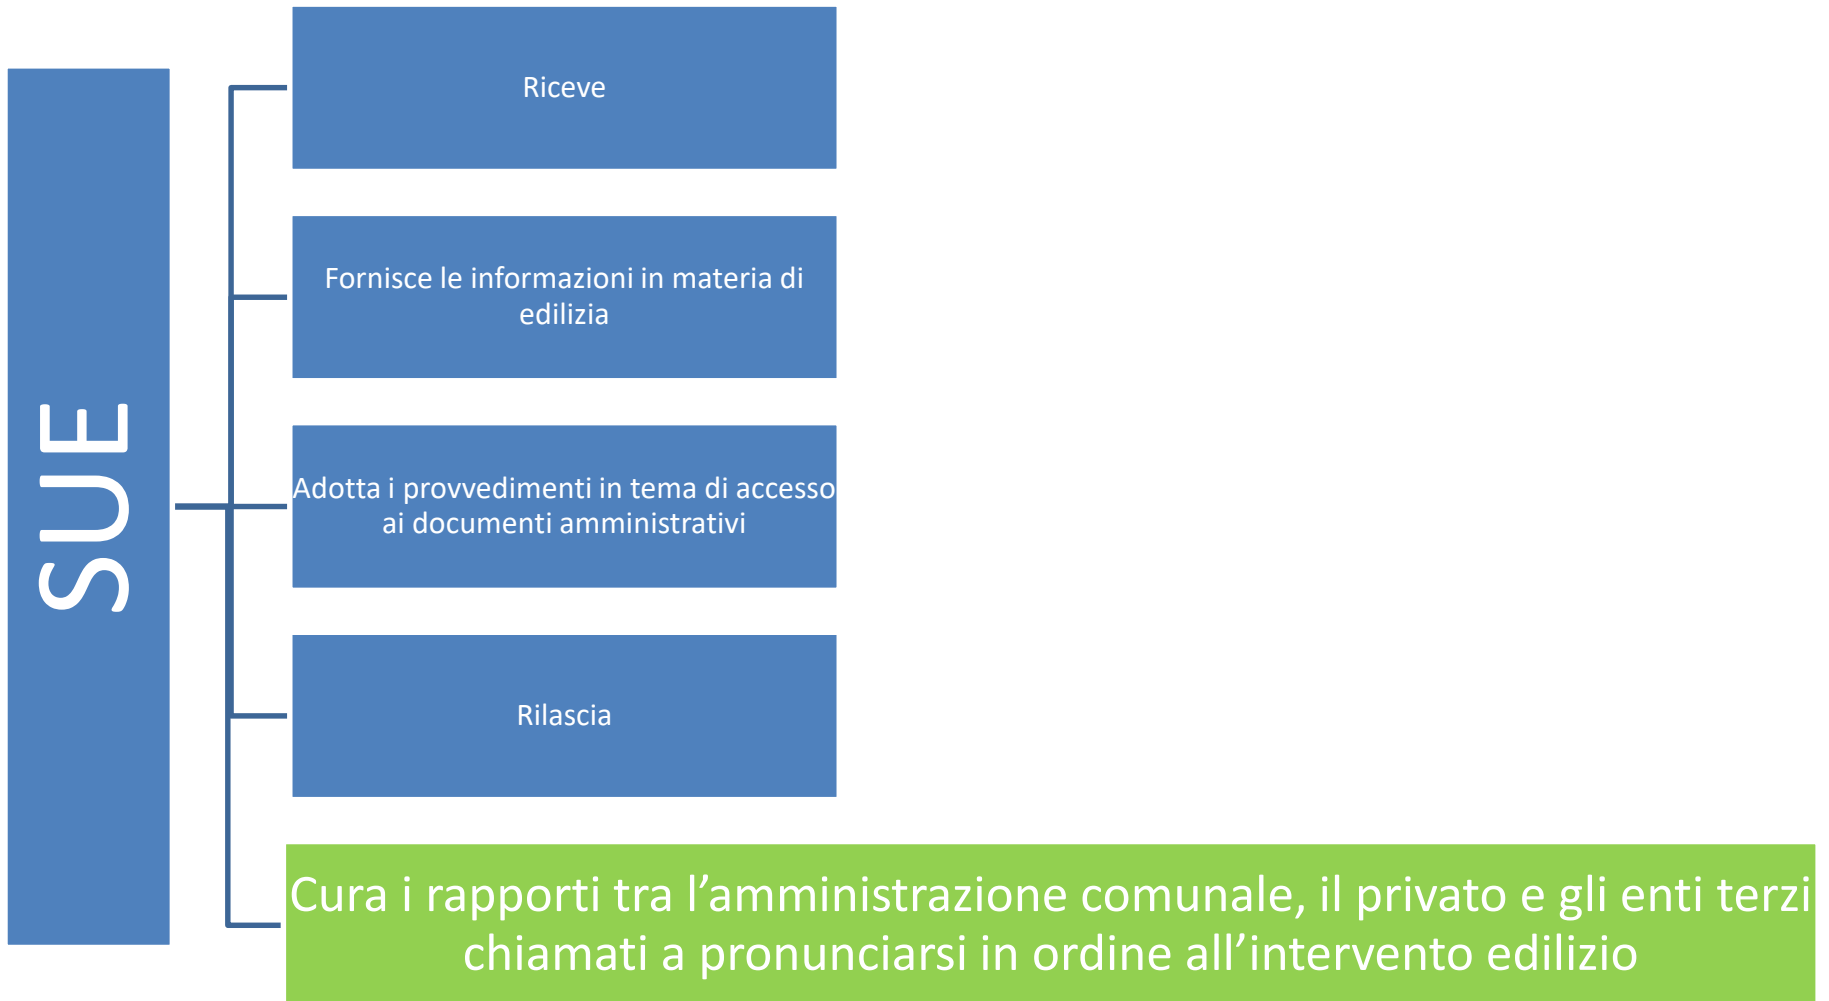 SUE
Riceve
Fornisce le informazioni in materia di
edilizia
Adotta i provvedimenti in tema di accesso
ai documenti amministrativi
Rilascia
Cura i rapporti tra l’amministrazione comunale, il privato e gli enti terzi
chiamati a pronunciarsi in ordine all’intervento edilizio